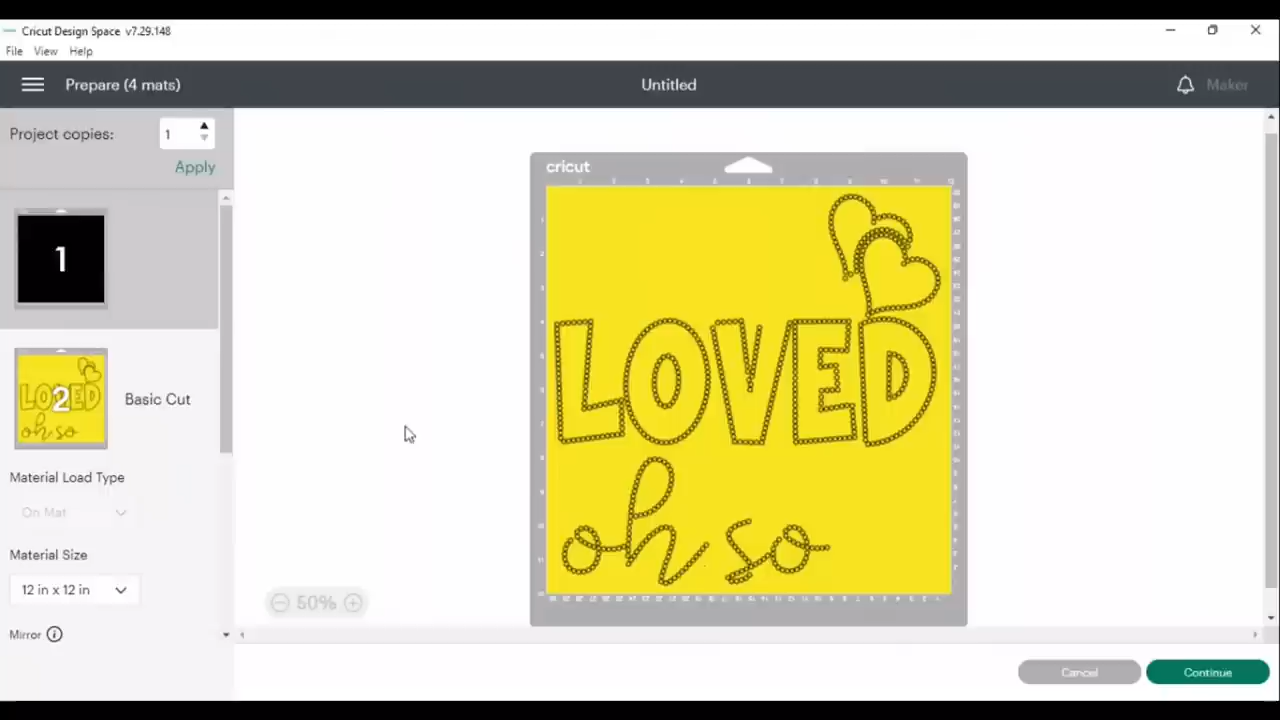 Cricut Design Space v7.29.148
File View Help
Prepare (4 mats)
Untitled
Maker
Project copies: 1
Apply
1
2
Basic Cut
Material Load Type
On Mat
Material Size
12 in x 12 in
Mirror
50%
cricut
LOVED
oh so
Cancel
Continue